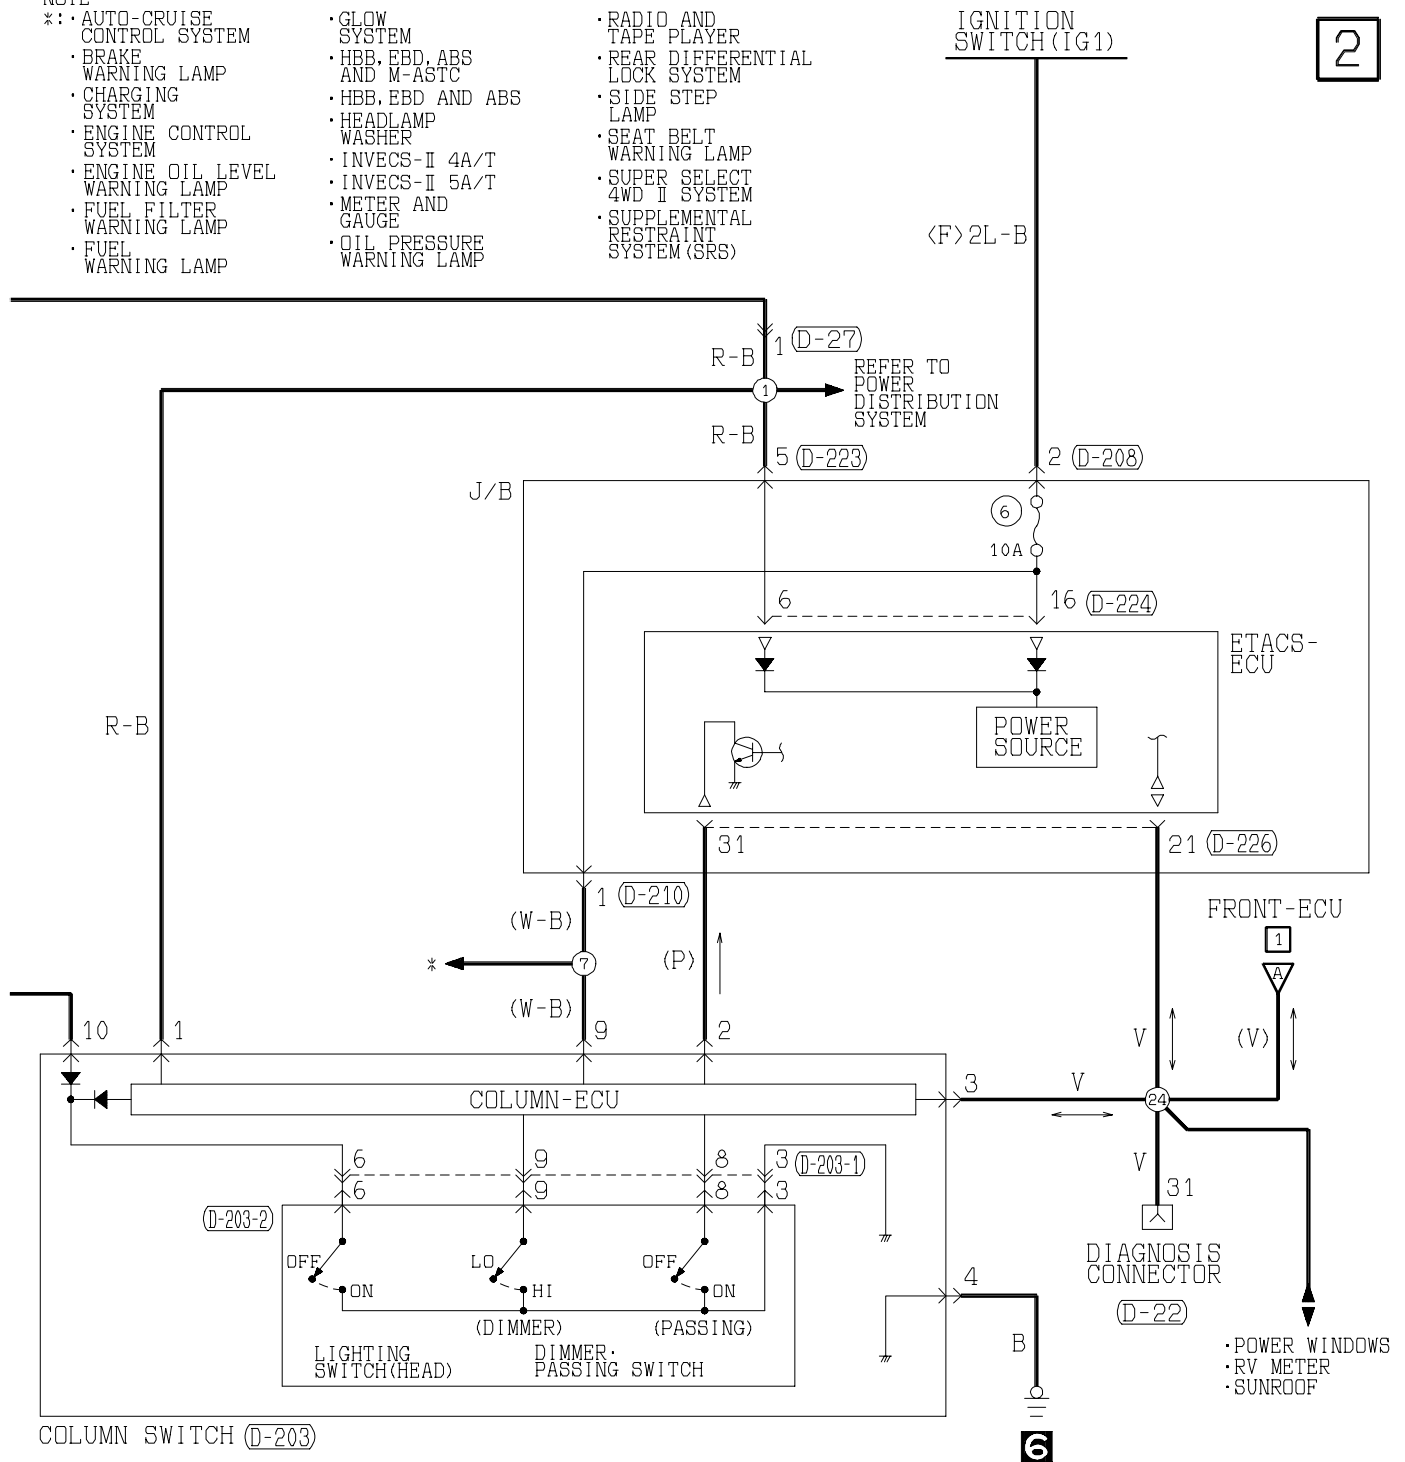 *:·AUTO-CRUISE
CONTROL SYSTEM
·BRAKE
WARNING LAMP
·CHARGING
SYSTEM
·ENGINE CONTROL
SYSTEM
·ENGINE OIL LEVEL
WARNING LAMP
·FUEL FILTER
WARNING LAMP
·FUEL
WARNING LAMP
·GLOW
SYSTEM
·HBB, EBD, ABS
AND M-ASTC
·HBB, EBD AND ABS
·HEADLAMP
WASHER
·INVECS-Ⅱ 4A/T
·INVECS-Ⅱ 5A/T
·METER AND
GAUGE
·OIL PRESSURE
WARNING LAMP
·RADIO AND
TAPE PLAYER
·REAR DIFFERENTIAL
LOCK SYSTEM
·SIDE STEP
LAMP
·SEAT BELT
WARNING LAMP
·SUPER SELECT
4WD Ⅱ SYSTEM
·SUPPLEMENTAL
RESTRAINT
SYSTEM(SRS)
IGNITION
SWITCH(IG1)
2
<F>2L-B
R-B
1
D-27
1
REFER TO
POWER
DISTRIBUTION
SYSTEM
R-B
5
D-223
2
D-208
J/B
6
10A
6
16
D-224
ETACS-
ECU
R-B
POWER
SOURCE
31
21
D-226
1
D-210
(W-B)
FRONT-ECU
1
A
*
7
(P)
(W-B)
10
1
9
2
V
(V)
COLUMN-ECU
3
V
24
6
9
8
3
D-203-1
V
6
9
8
3
31
D-203-2
OFF
ON
LO
HI
OFF
ON
DIAGNOSIS
CONNECTOR
D-22
4
(DIMMER)
(PASSING)
B
LIGHTING
SWITCH(HEAD)
DIMMER·
PASSING SWITCH
·POWER WINDOWS
·RV METER
·SUNROOF
COLUMN SWITCH
D-203
6